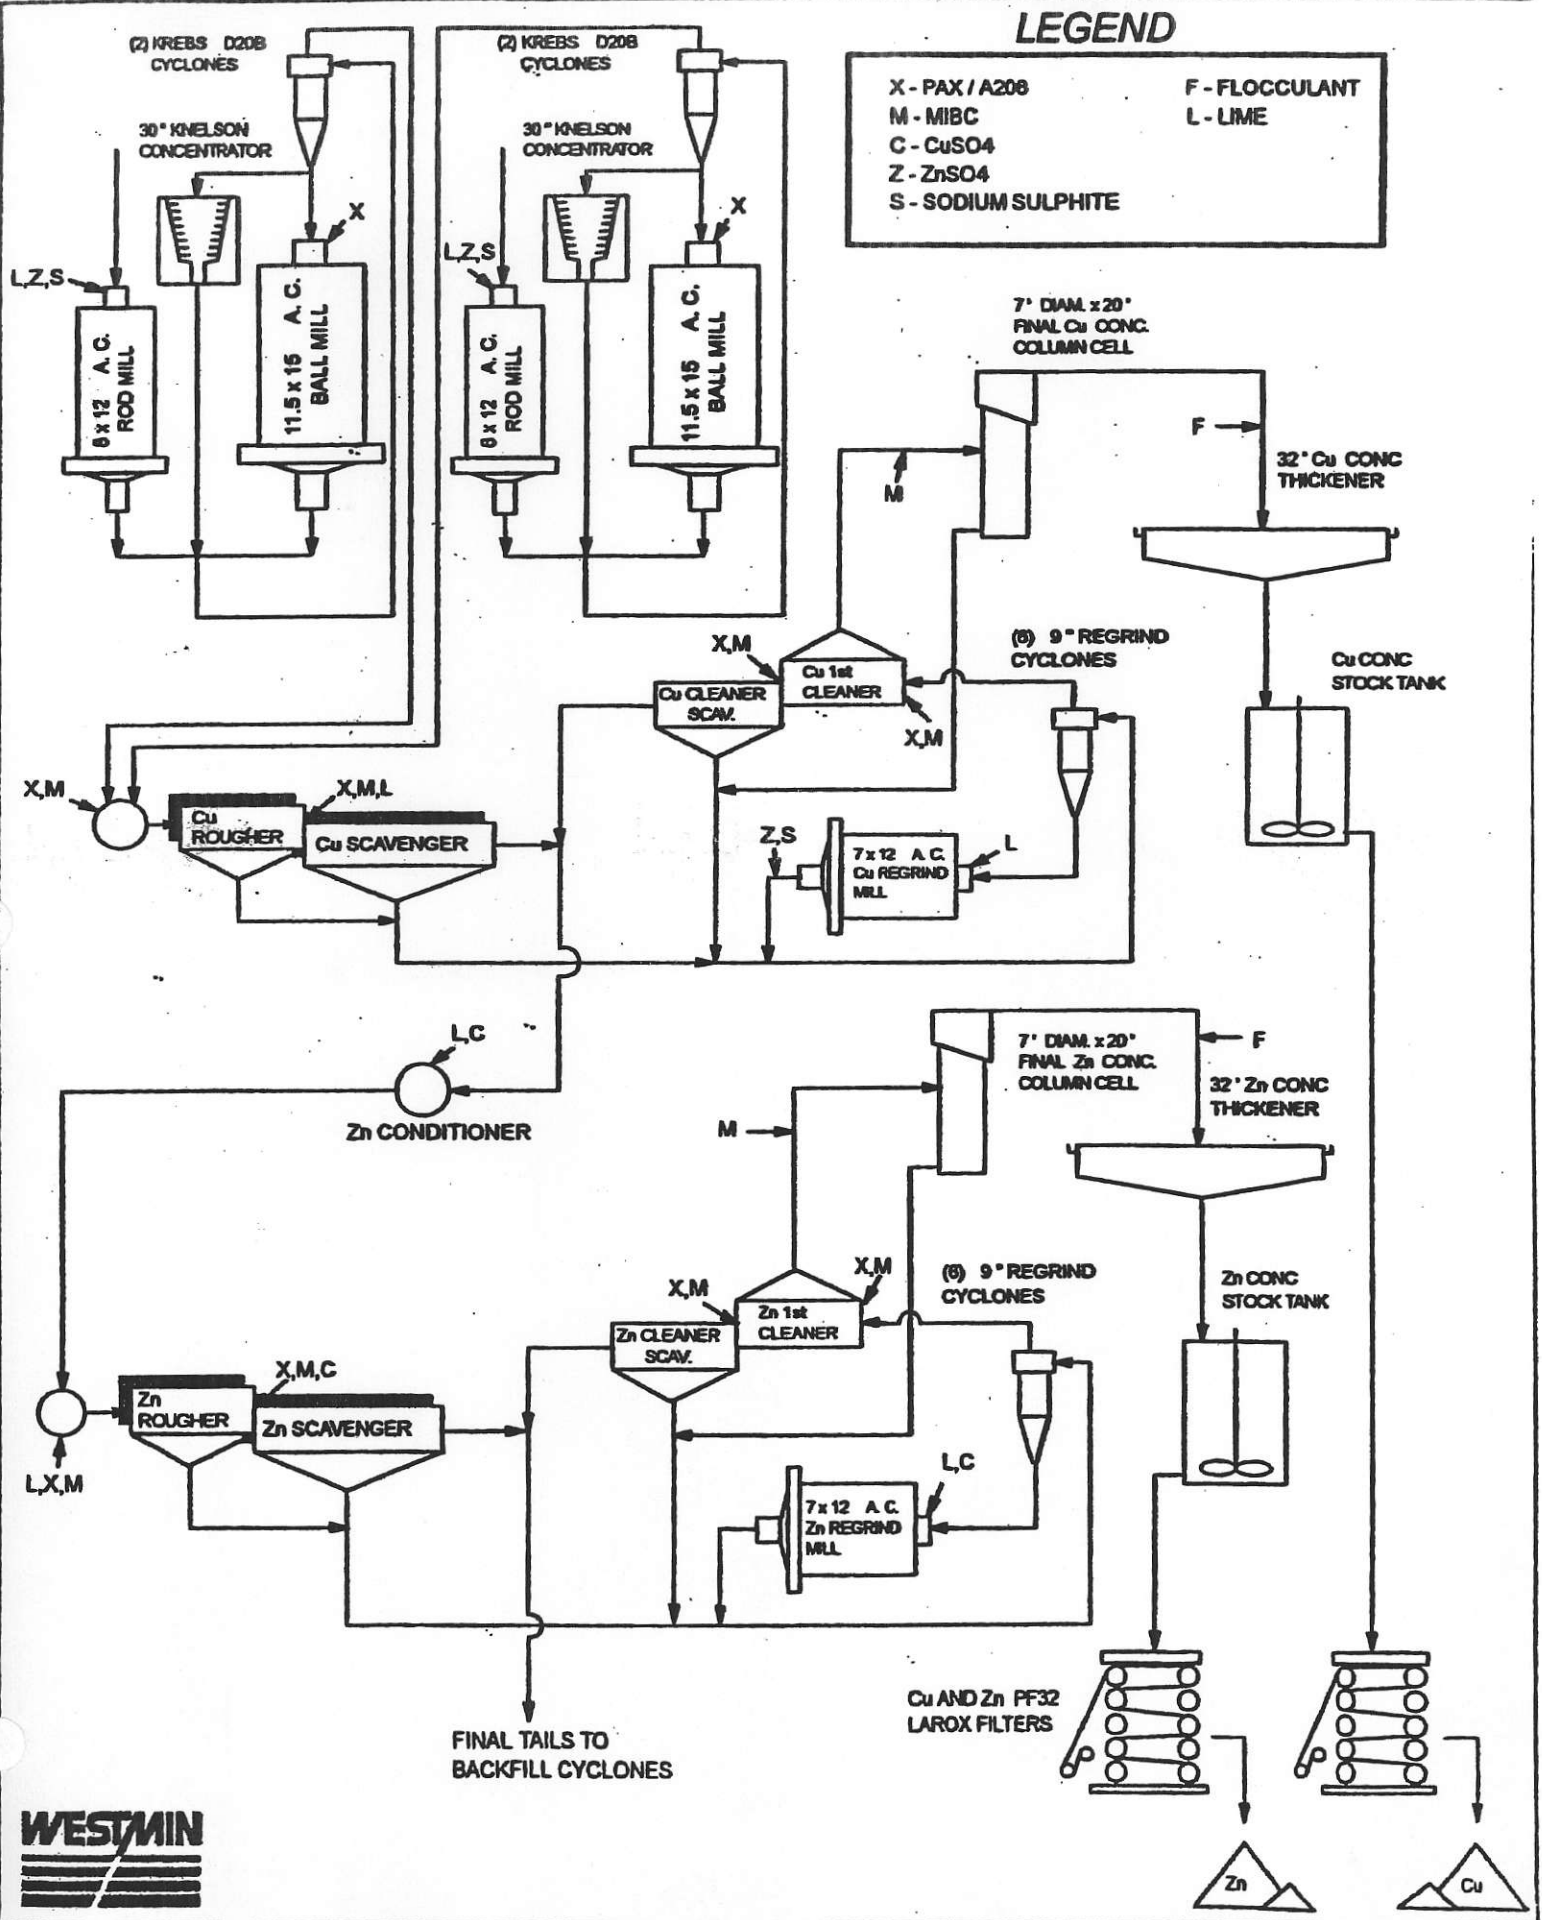 LEGEND
X - PAX / A208
M - MIBC
C - CuSO4
Z - ZnSO4
S - SODIUM SULPHITE
F - FLOCCULANT
L - LIME
(2) KREBS D20B
CYCLONES
30" KNELSON
CONCENTRATOR
X
L,Z,S
8 x 12 A. C.
ROD MILL
11.5 x 15 A. C.
BALL MILL
(2) KREBS D20B
CYCLONES
30" KNELSON
CONCENTRATOR
X
L,Z,S
8 x 12 A. C.
ROD MILL
11.5 x 15 A. C.
BALL MILL
7' DIAM. x 20'
FINAL Cu CONC.
COLUMN CELL
F
M
32' Cu CONC
THICKENER
X,M
Cu 1st
CLEANER
Cu CLEANER
SCAV.
X,M
(6) 9" REGRIND
CYCLONES
Cu CONC
STOCK TANK
X,M
Cu
ROUGHER
X,M,L
Cu SCAVENGER
Z,S
7 x 12 A. C.
Cu REGRIND
MILL
L
L,C
Zn CONDITIONER
7' DIAM. x 20'
FINAL Zn CONC.
COLUMN CELL
F
M
32' Zn CONC
THICKENER
X,M
X,M
Zn 1st
CLEANER
Zn CLEANER
SCAV.
(6) 9" REGRIND
CYCLONES
Zn CONC
STOCK TANK
Zn
ROUGHER
X,M,C
Zn SCAVENGER
L,X,M
7 x 12 A. C.
Zn REGRIND
MILL
L,C
FINAL TAILS TO
BACKFILL CYCLONES
Cu AND Zn PF32
LAROX FILTERS
Zn
Cu
WESTMIN